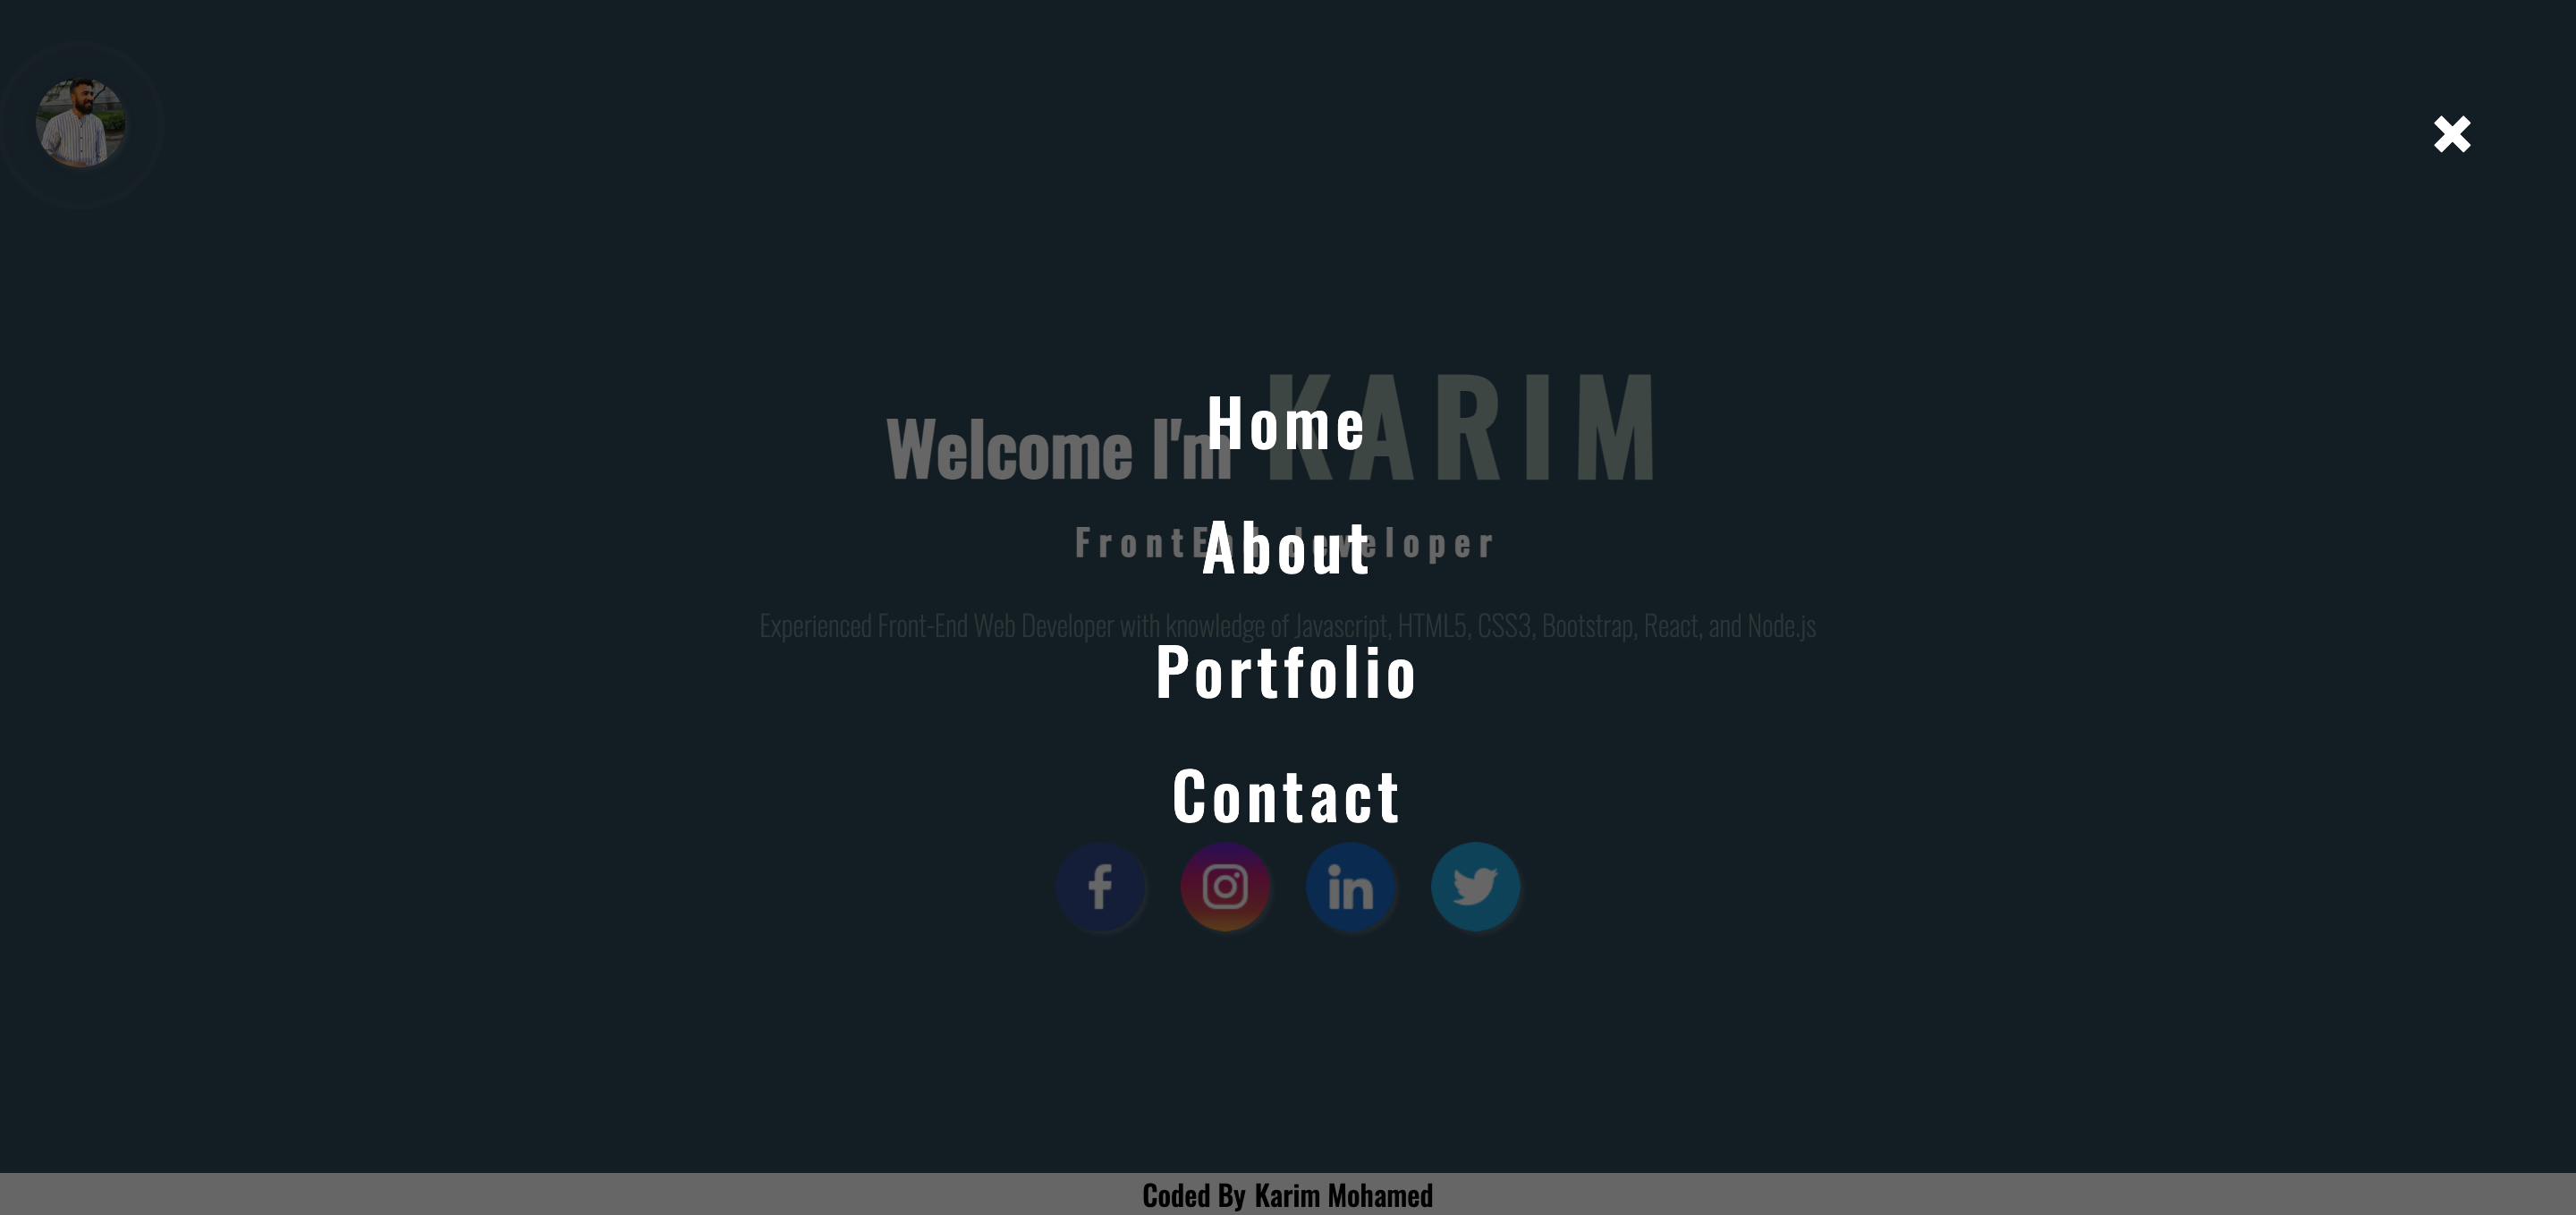 Welcome I'm KARIM
FrontEnd developer
Experienced Front-End Web Developer with knowledge of Javascript, HTML5, CSS3, Bootstrap, React, and Node.js
Home
About
Portfolio
Contact
Coded By Karim Mohamed